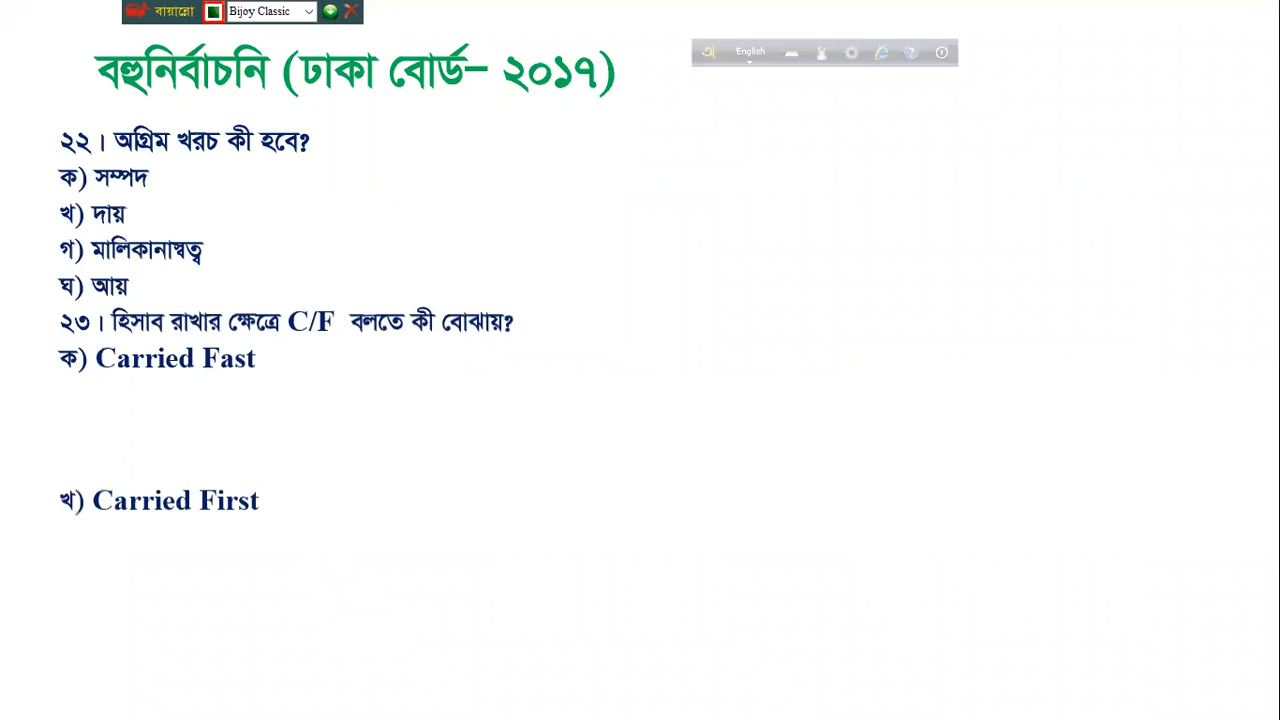 বায়ান্নো Bijoy Classic
English
বহুনির্বাচনি (ঢাকা বোর্ড– ২০১৭)
২২। অগ্রিম খরচ কী হবে?
ক) সম্পদ
খ) দায়
গ) মালিকানাস্বত্ব
ঘ) আয়
২৩। হিসাব রাখার ক্ষেত্রে C/F বলতে কী বোঝায়?
ক) Carried Fast
খ) Carried First